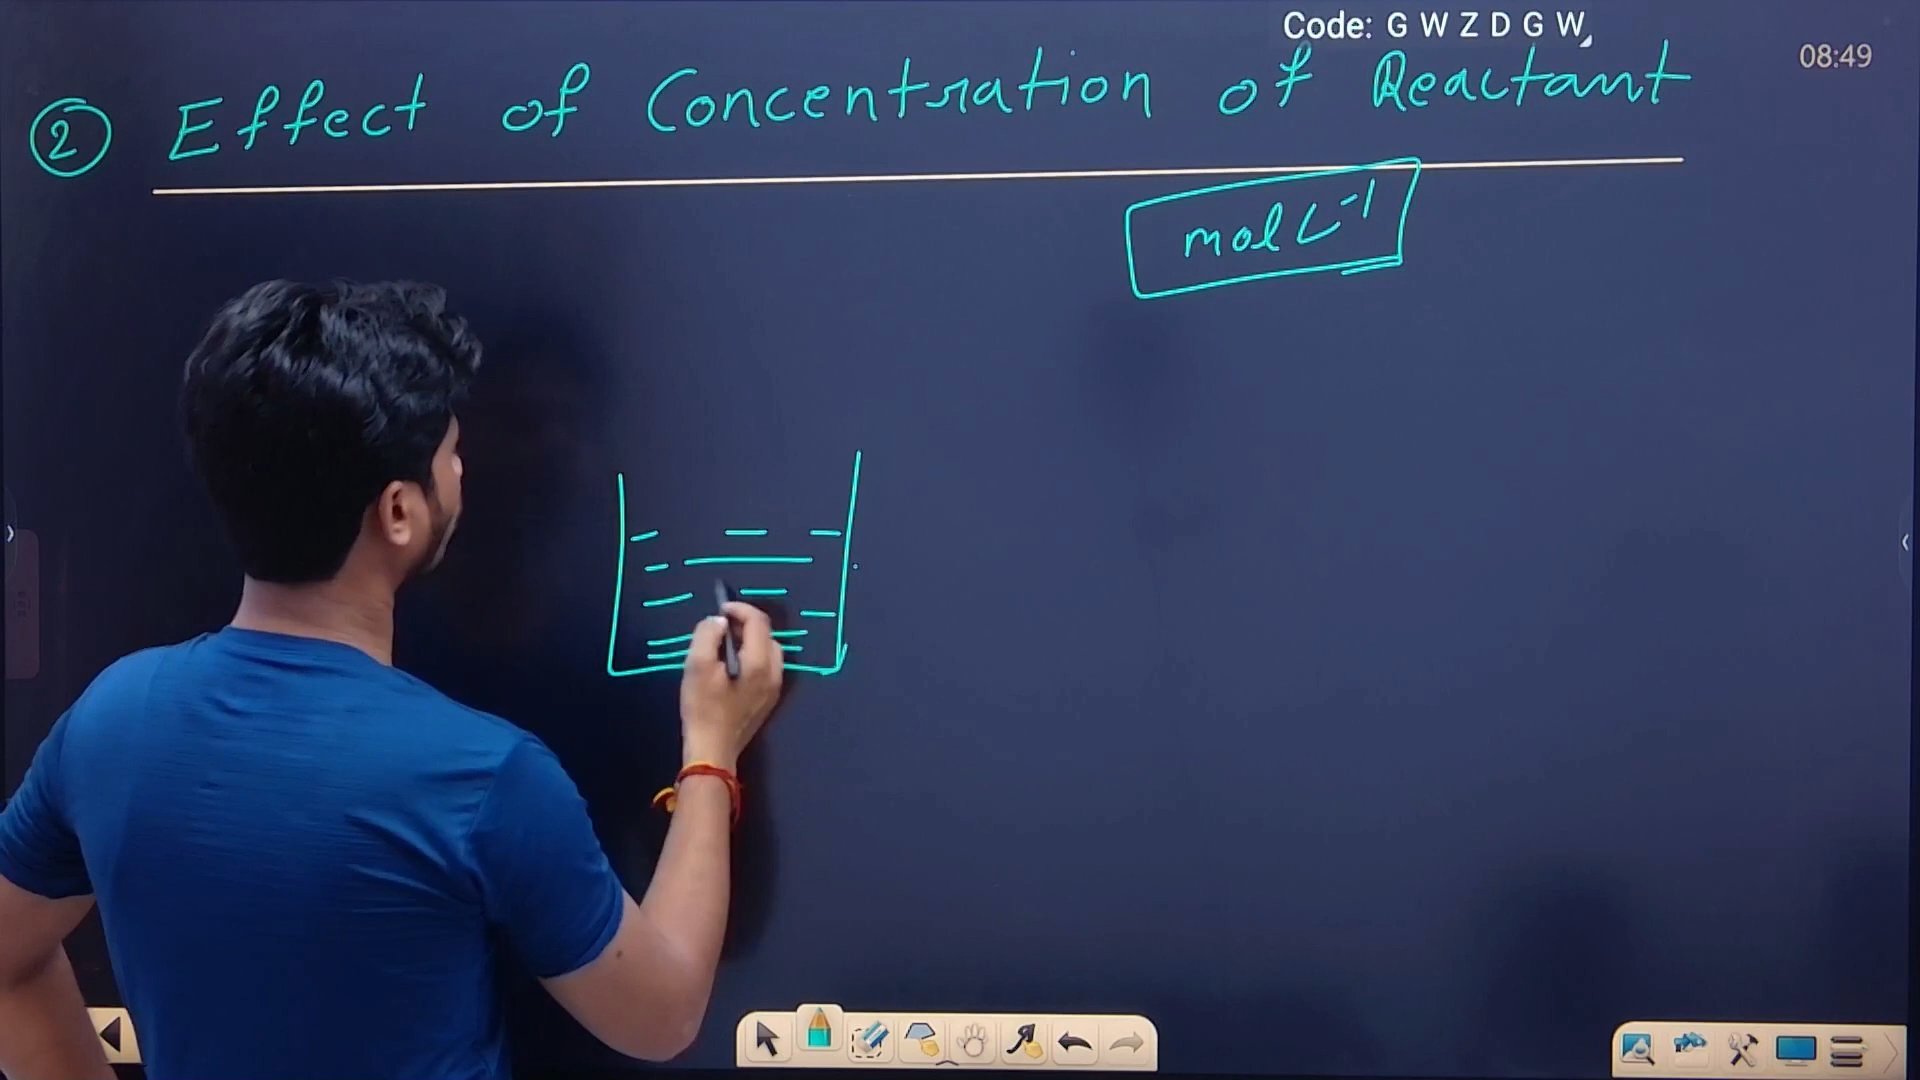 Code: G W Z D G W
08:49
② Effect of Concentration of Reactant
mol L⁻¹